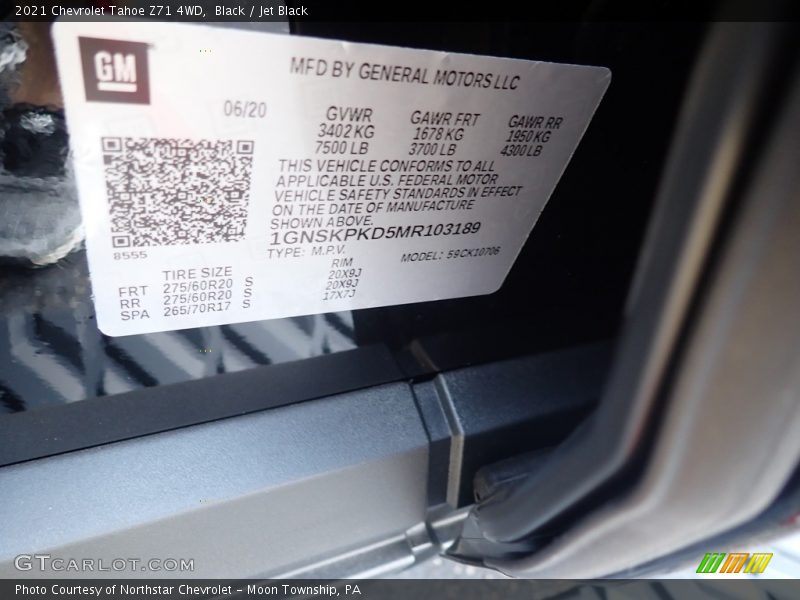 2021 Chevrolet Tahoe Z71 4WD, Black / Jet Black
GM
MFD BY GENERAL MOTORS LLC
06/20
GVWR GAWR FRT GAWR RR
3402 KG 1678 KG 1950 KG
7500 LB 3700 LB 4300 LB
THIS VEHICLE CONFORMS TO ALL
APPLICABLE U.S. FEDERAL MOTOR
VEHICLE SAFETY STANDARDS IN EFFECT
ON THE DATE OF MANUFACTURE
SHOWN ABOVE.
1GNSKPKD5MR103189
8555
TYPE: M.P.V. MODEL: 59CK10706
TIRE SIZE RIM
FRT 275/60R20 S 20X9J
RR 275/60R20 S 20X9J
SPA 265/70R17 S 17X7J
GTCARLOT.COM
Photo Courtesy of Northstar Chevrolet - Moon Township, PA